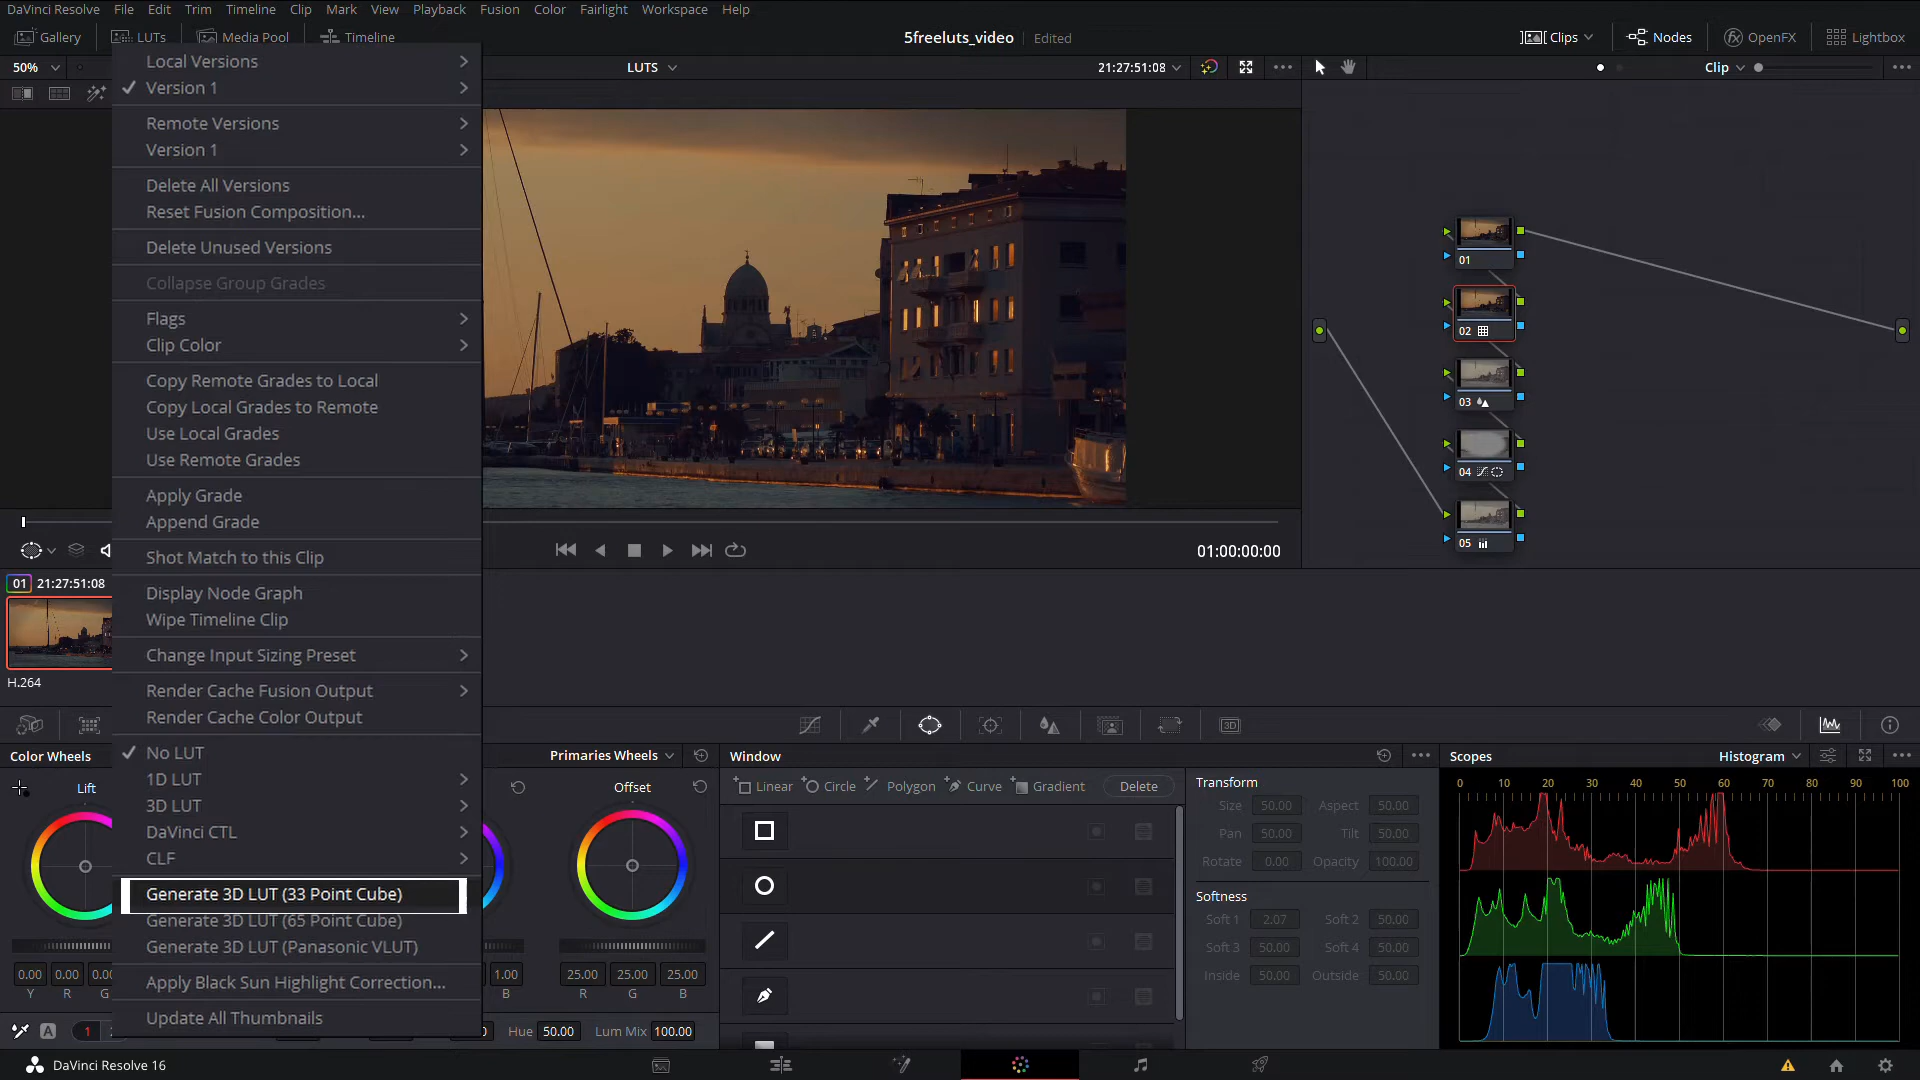 DaVinci Resolve File Edit Trim Timeline Clip Mark View Playback Fusion Color Fairlight Workspace Help
Gallery LUTs Media Pool Timeline 5freeluts_video Edited Clips Nodes OpenFX Lightbox
50% LUTS 21:27:51:08 Clip
Local Versions
Version 1
Remote Versions
Version 1
Delete All Versions
Reset Fusion Composition...
Delete Unused Versions
Collapse Group Grades
Flags
Clip Color
Copy Remote Grades to Local
Copy Local Grades to Remote
Use Local Grades
Use Remote Grades
Apply Grade
Append Grade
Shot Match to this Clip
Display Node Graph
Wipe Timeline Clip
Change Input Sizing Preset
Render Cache Fusion Output
Render Cache Color Output
No LUT
1D LUT
3D LUT
DaVinci CTL
CLF
Generate 3D LUT (33 Point Cube)
Generate 3D LUT (65 Point Cube)
Generate 3D LUT (Panasonic VLUT)
Apply Black Sun Highlight Correction...
Update All Thumbnails
01
02
03
04
05
01:00:00:00
01 21:27:51:08
H.264
Color Wheels Primaries Wheels
Lift Offset
0.00 0.00 1.00 25.00 25.00 25.00
Y R G B R G B
A 1 Hue 50.00 Lum Mix 100.00
Window
Linear Circle Polygon Curve Gradient Delete
Transform
Size 50.00 Aspect 50.00
Pan 50.00 Tilt 50.00
Rotate 0.00 Opacity 100.00
Softness
Soft 1 2.07 Soft 2 50.00
Soft 3 50.00 Soft 4 50.00
Inside 50.00 Outside 50.00
Scopes Histogram
0 10 20 30 40 50 60 70 80 90 100
DaVinci Resolve 16